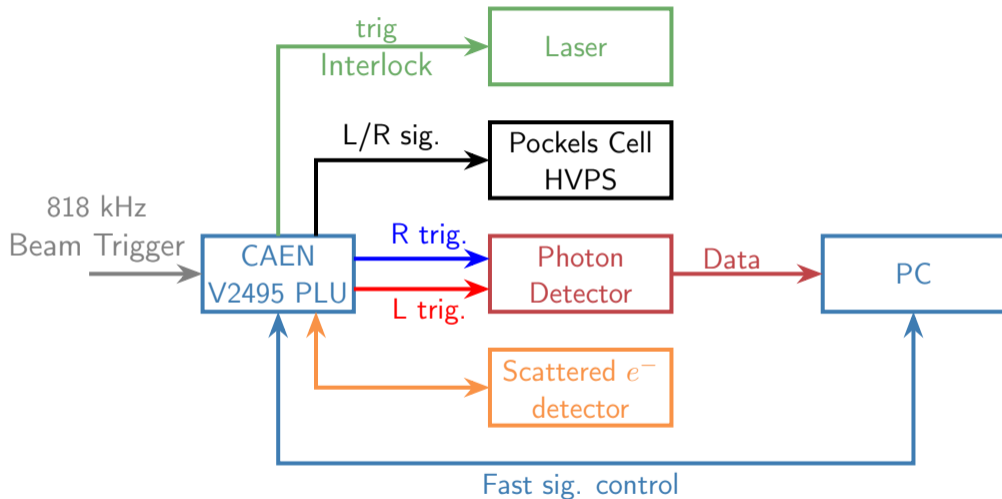 trig
Interlock
Laser
L/R sig.
Pockels Cell
HVPS
818 kHz
Beam Trigger
CAEN
V2495 PLU
R trig.
L trig.
Photon
Detector
Data
PC
Scattered e⁻
detector
Fast sig. control